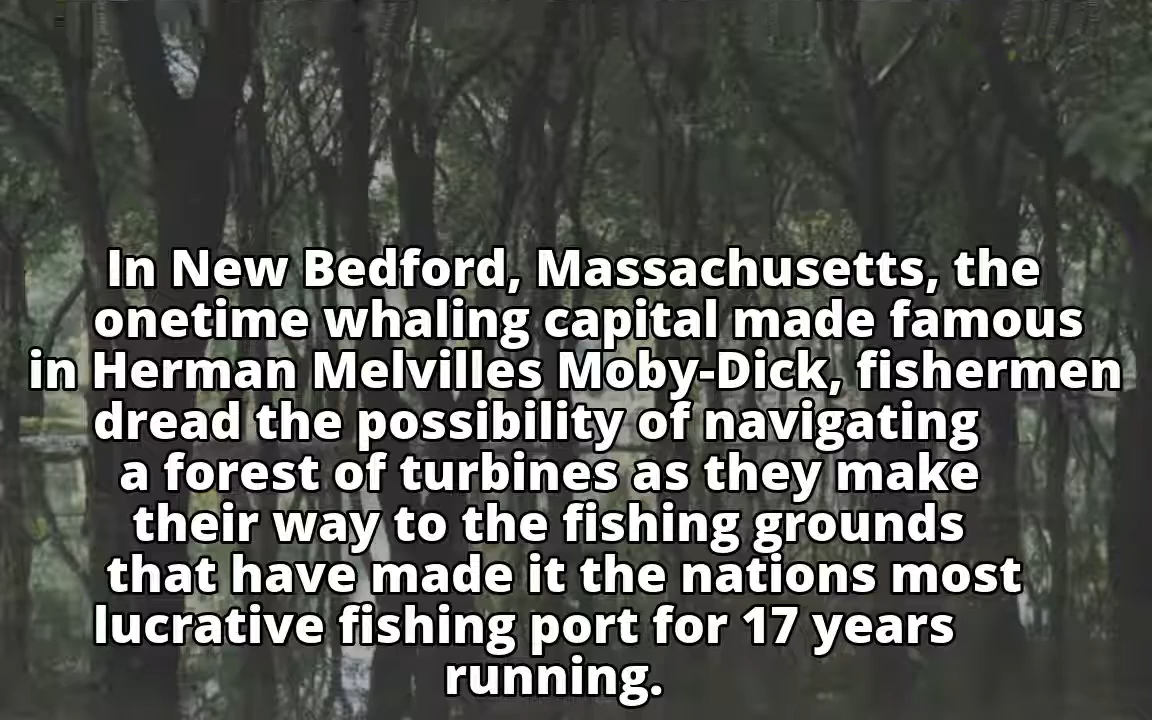 In New Bedford, Massachusetts, the
onetime whaling capital made famous
in Herman Melvilles Moby-Dick, fishermen
dread the possibility of navigating
a forest of turbines as they make
their way to the fishing grounds
that have made it the nations most
lucrative fishing port for 17 years
running.